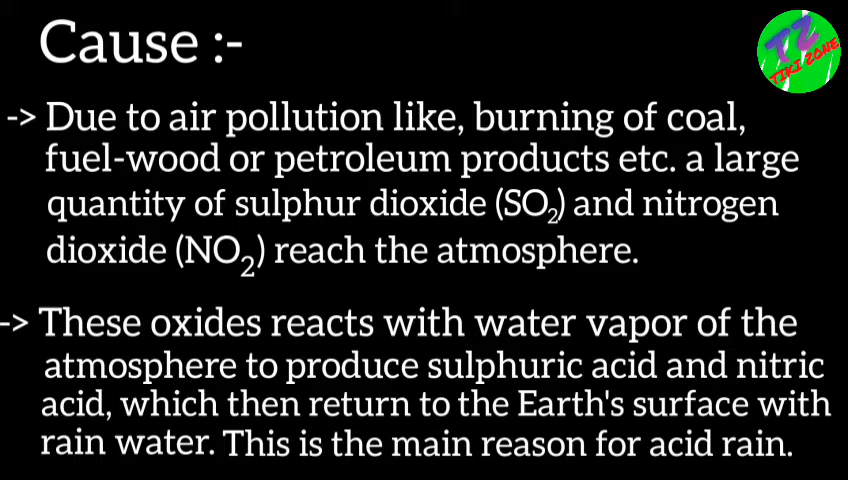 Cause :-
TZ
TIKI ZONE
-> Due to air pollution like, burning of coal,
fuel-wood or petroleum products etc. a large
quantity of sulphur dioxide (SO₂) and nitrogen
dioxide (NO₂) reach the atmosphere.
-> These oxides reacts with water vapor of the
atmosphere to produce sulphuric acid and nitric
acid, which then return to the Earth's surface with
rain water. This is the main reason for acid rain.